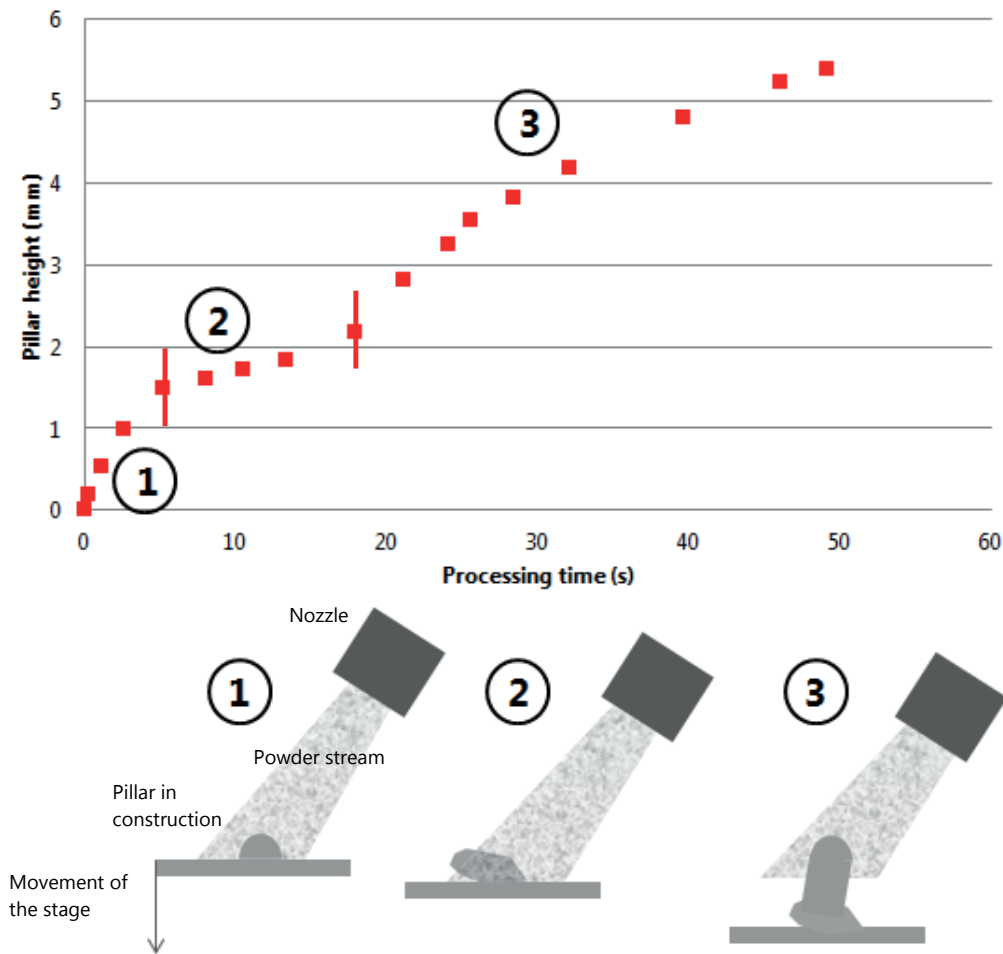 6
5
4
3
2
1
0
Pillar height (mm)
1
2
3
0
10
20
30
40
50
60
Processing time (s)
Nozzle
1
2
3
Powder stream
Pillar in
construction
Movement of
the stage